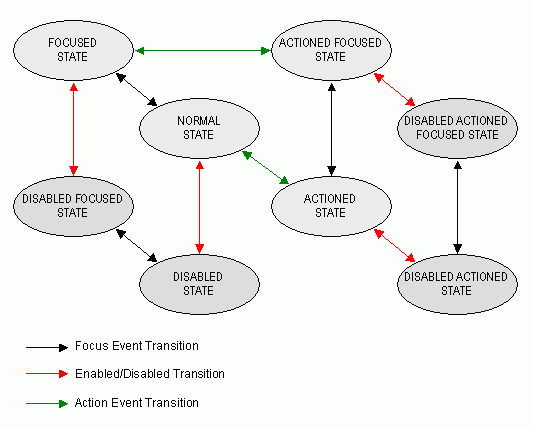 FOCUSED
STATE
ACTIONED FOCUSED
STATE
NORMAL
STATE
DISABLED ACTIONED
FOCUSED STATE
DISABLED FOCUSED
STATE
ACTIONED
STATE
DISABLED
STATE
DISABLED ACTIONED
STATE
Focus Event Transition
Enabled/Disabled Transition
Action Event Transition